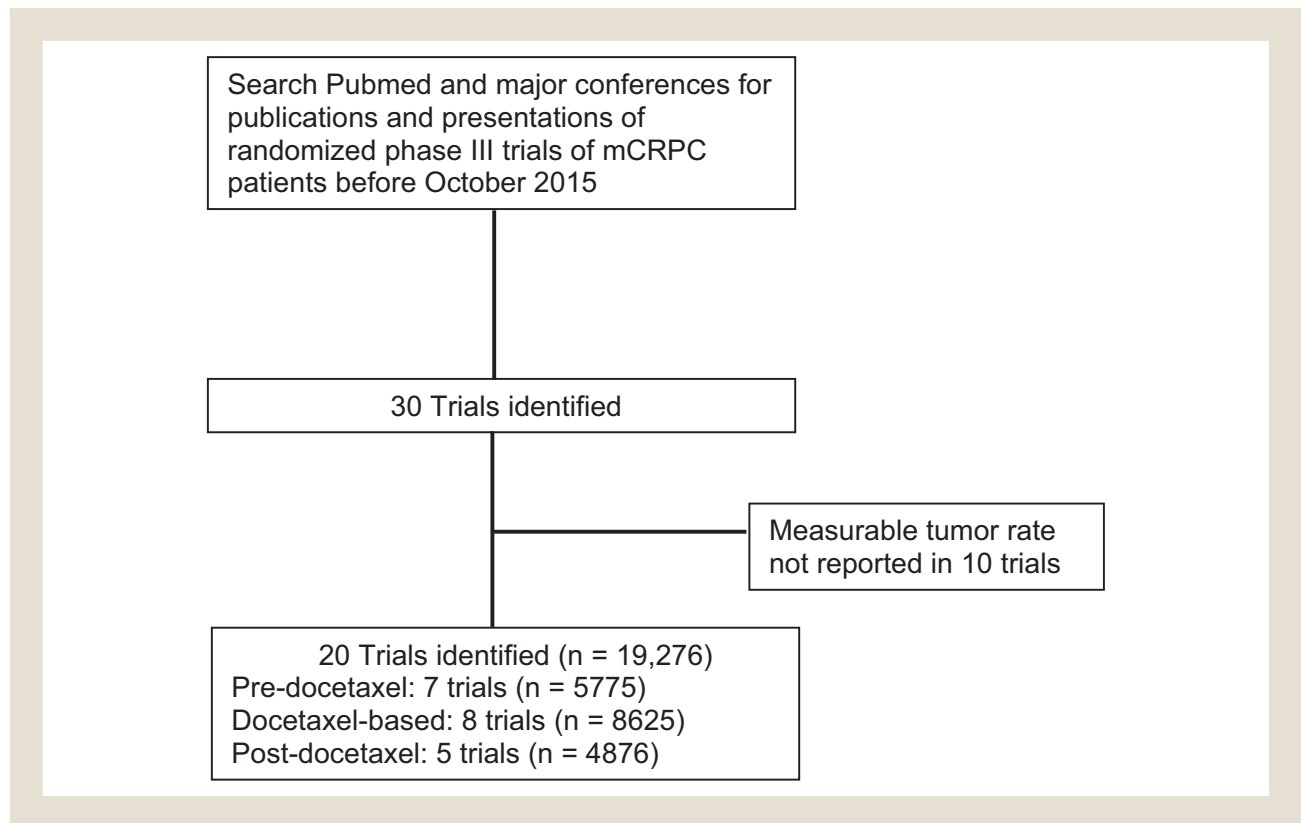 Search Pubmed and major conferences for
publications and presentations of
randomized phase III trials of mCRPC
patients before October 2015
30 Trials identified
Measurable tumor rate
not reported in 10 trials
20 Trials identified (n = 19,276)
Pre-docetaxel: 7 trials (n = 5775)
Docetaxel-based: 8 trials (n = 8625)
Post-docetaxel: 5 trials (n = 4876)